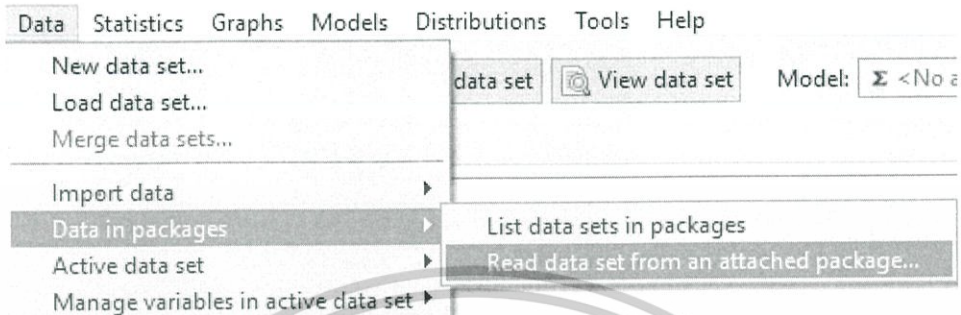 Data Statistics Graphs Models Distributions Tools Help
New data set...
Load data set...
Merge data sets...
data set View data set Model: Σ <No a
Import data
Data in packages
Active data set
Manage variables in active data set
List data sets in packages
Read data set from an attached package...